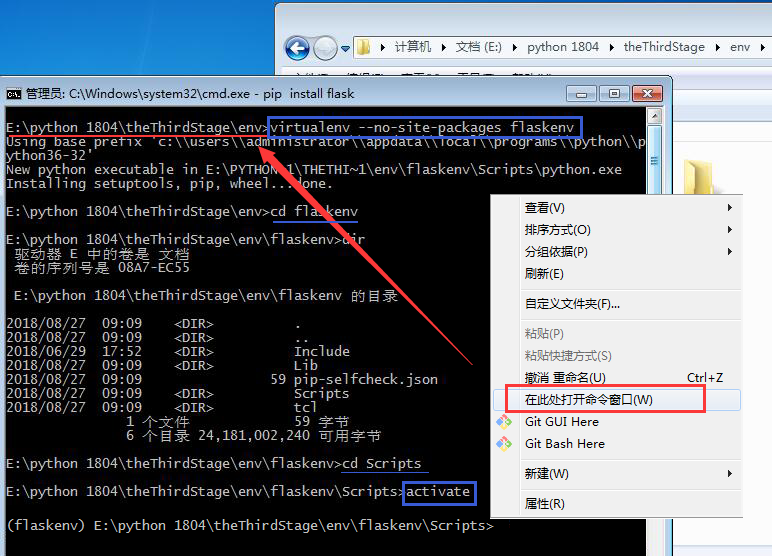 计算机 文档 (E:) python 1804 theThirdStage env
管理员: C:\Windows\system32\cmd.exe - pip install flask
E:\python 1804\theThirdStage\env>virtualenv --no-site-packages flaskenv
Using base prefix 'c:\\users\\administrator\\appdata\\local\\programs\\python\\p
ython36-32'
New python executable in E:\PYTHON~1\THETHI~1\env\flaskenv\Scripts\python.exe
Installing setuptools, pip, wheel...done.
E:\python 1804\theThirdStage\env>cd flaskenv
E:\python 1804\theThirdStage\env\flaskenv>dir
驱动器 E 中的卷是 文档
卷的序列号是 08A7-EC55
E:\python 1804\theThirdStage\env\flaskenv 的目录
2018/08/27 09:09 <DIR> .
2018/08/27 09:09 <DIR> ..
2018/06/29 17:52 <DIR> Include
2018/08/27 09:09 <DIR> Lib
2018/08/27 09:09 59 pip-selfcheck.json
2018/08/27 09:09 <DIR> Scripts
2018/08/27 09:09 <DIR> tcl
1 个文件 59 字节
6 个目录 24,181,002,240 可用字节
E:\python 1804\theThirdStage\env\flaskenv>cd Scripts
E:\python 1804\theThirdStage\env\flaskenv\Scripts>activate
(flaskenv) E:\python 1804\theThirdStage\env\flaskenv\Scripts>
查看(V)
排序方式(O)
分组依据(P)
刷新(E)
自定义文件夹(F)...
粘贴(P)
粘贴快捷方式(S)
撤消 重命名(U) Ctrl+Z
在此处打开命令窗口(W)
Git GUI Here
Git Bash Here
新建(W)
属性(R)